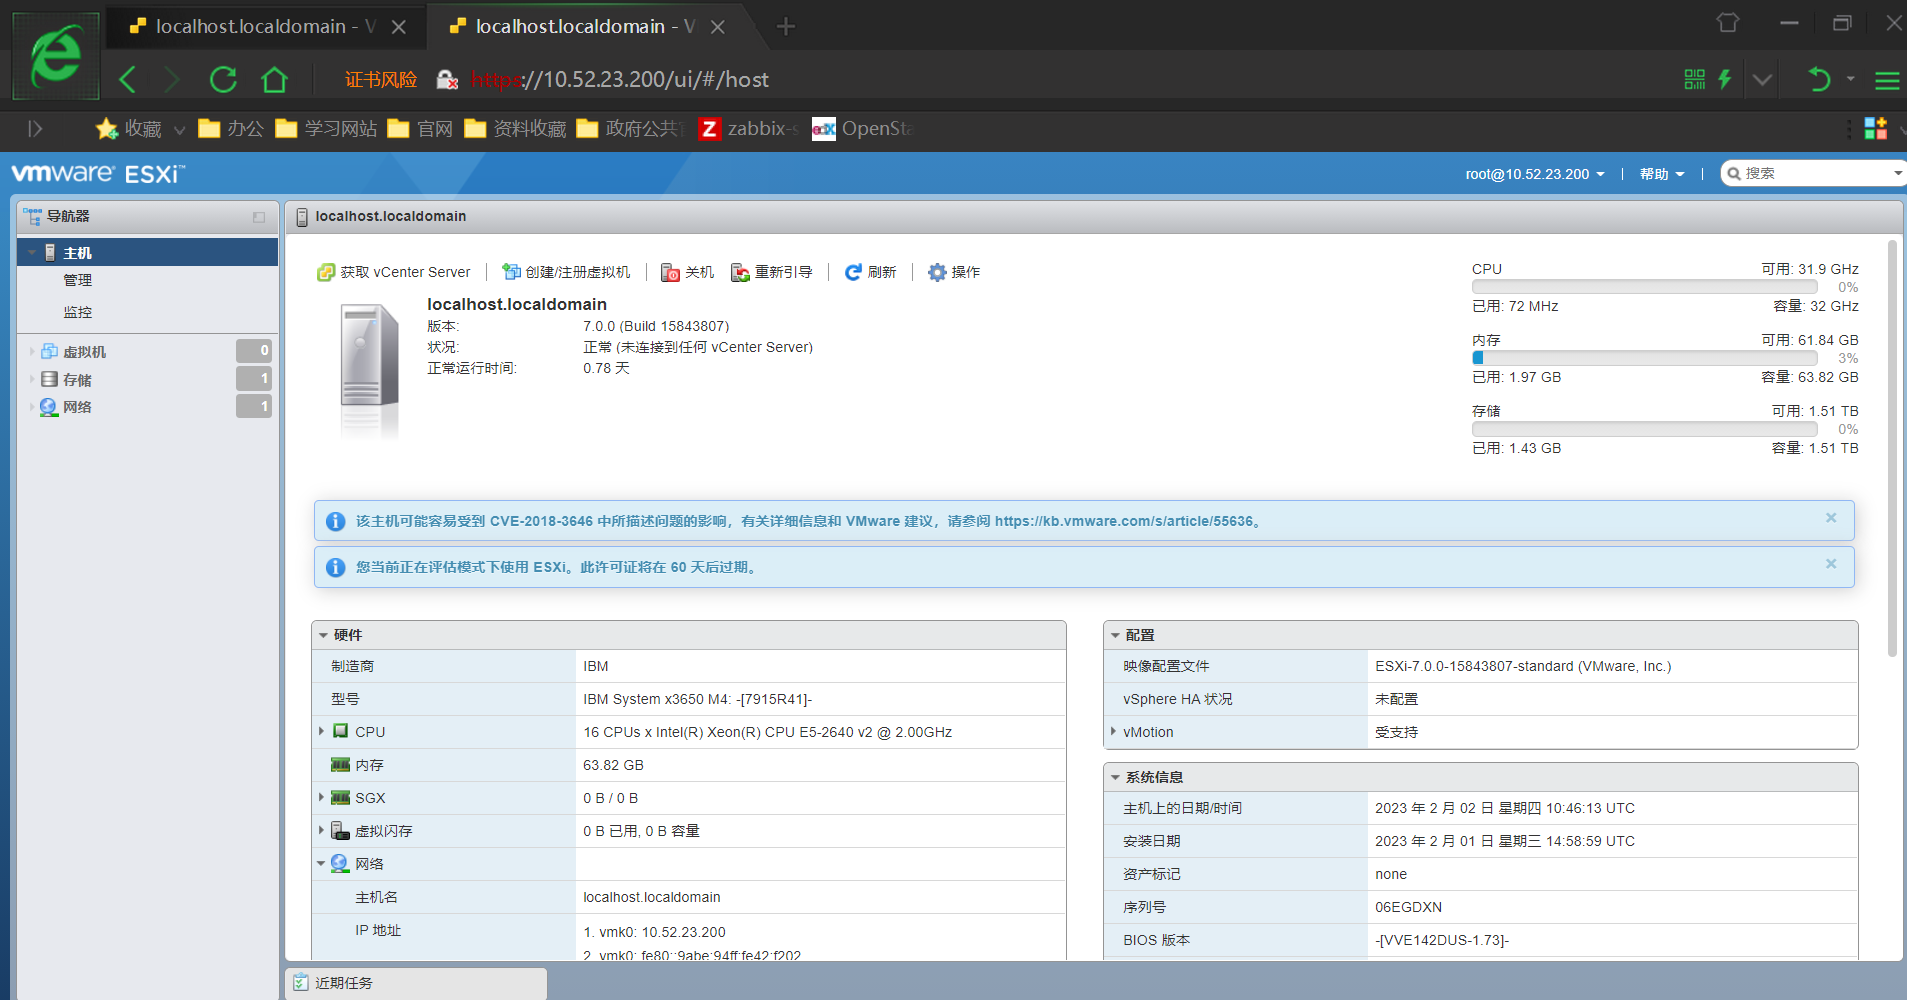 localhost.localdomain - V
localhost.localdomain - V
证书风险 https://10.52.23.200/ui/#/host
收藏 办公 学习网站 官网 资料收藏 政府公共 zabbix-s OpenSta
vmware ESXi™
root@10.52.23.200 帮助 搜索
导航器
主机
管理
监控
虚拟机 0
存储 1
网络 1
localhost.localdomain
获取 vCenter Server 创建/注册虚拟机 关机 重新引导 刷新 操作
localhost.localdomain
版本: 7.0.0 (Build 15843807)
状况: 正常 (未连接到任何 vCenter Server)
正常运行时间: 0.78 天
CPU 可用: 31.9 GHz
0%
已用: 72 MHz 容量: 32 GHz
内存 可用: 61.84 GB
3%
已用: 1.97 GB 容量: 63.82 GB
存储 可用: 1.51 TB
0%
已用: 1.43 GB 容量: 1.51 TB
该主机可能容易受到 CVE-2018-3646 中所描述问题的影响，有关详细信息和 VMware 建议，请参阅 https://kb.vmware.com/s/article/55636。
您当前正在评估模式下使用 ESXi。此许可证将在 60 天后过期。
硬件
制造商 IBM
型号 IBM System x3650 M4: -[7915R41]-
CPU 16 CPUs x Intel(R) Xeon(R) CPU E5-2640 v2 @ 2.00GHz
内存 63.82 GB
SGX 0 B / 0 B
虚拟闪存 0 B 已用, 0 B 容量
网络
主机名 localhost.localdomain
IP 地址 1. vmk0: 10.52.23.200
2. vmk0: fe80::9abe:94ff:fe42:f202
配置
映像配置文件 ESXi-7.0.0-15843807-standard (VMware, Inc.)
vSphere HA 状况 未配置
vMotion 受支持
系统信息
主机上的日期/时间 2023 年 2 月 02 日 星期四 10:46:13 UTC
安装日期 2023 年 2 月 01 日 星期三 14:58:59 UTC
资产标记 none
序列号 06EGDXN
BIOS 版本 -[VVE142DUS-1.73]-
近期任务